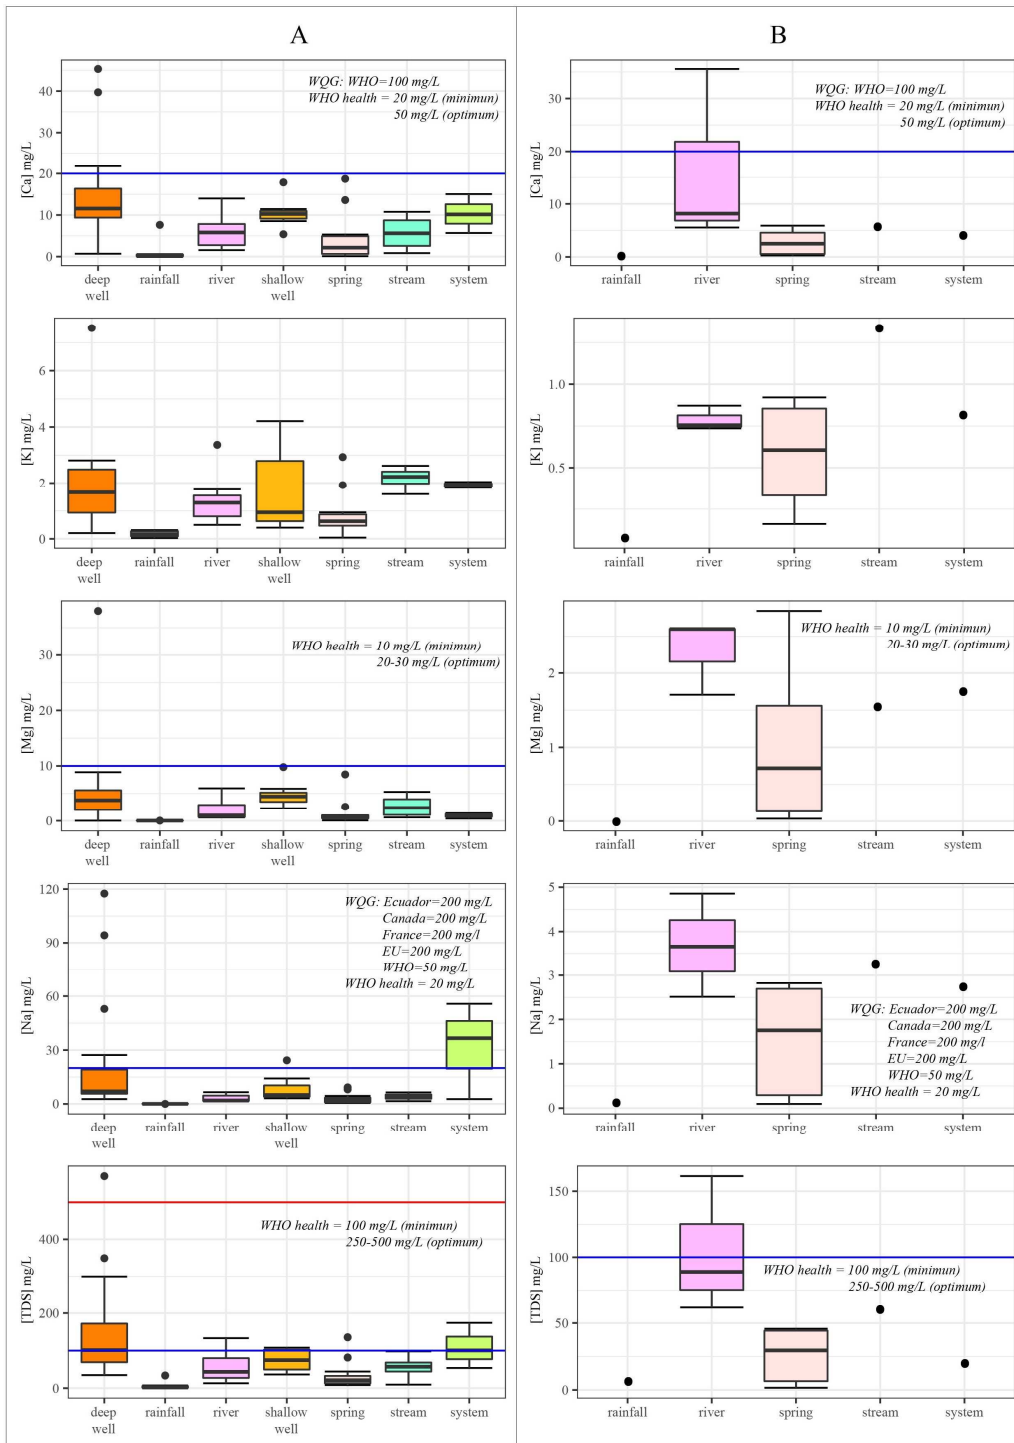 A
[Ca] mg/L
40
30
20
10
0
WQG: WHO=100 mg/L
WHO health = 20 mg/L (minimun)
50 mg/L (optimum)
deep well
rainfall
river
shallow well
spring
stream
system
[K] mg/L
6
4
2
0
deep well
rainfall
river
shallow well
spring
stream
system
[Mg] mg/L
30
20
10
0
WHO health = 10 mg/L (minimun)
20-30 mg/L (optimum)
deep well
rainfall
river
shallow well
spring
stream
system
[Na] mg/L
120
90
60
30
0
WQG: Ecuador=200 mg/L
Canada=200 mg/L
France=200 mg/l
EU=200 mg/L
WHO=50 mg/L
WHO health = 20 mg/L
deep well
rainfall
river
shallow well
spring
stream
system
[TDS] mg/L
400
200
100
0
WHO health = 100 mg/L (minimun)
250-500 mg/L (optimum)
deep well
rainfall
river
shallow well
spring
stream
system
B
[Ca] mg/L
30
20
10
0
WQG: WHO=100 mg/L
WHO health = 20 mg/L (minimun)
50 mg/L (optimum)
rainfall
river
spring
stream
system
[K] mg/L
1.0
0.5
rainfall
river
spring
stream
system
[Mg] mg/L
2
1
0
WHO health = 10 mg/L (minimun)
20-30 mg/L (optimum)
rainfall
river
spring
stream
system
[Na] mg/L
5
4
3
2
1
0
WQG: Ecuador=200 mg/L
Canada=200 mg/L
France=200 mg/l
EU=200 mg/L
WHO=50 mg/L
WHO health = 20 mg/L
rainfall
river
spring
stream
system
[TDS] mg/L
150
100
50
0
WHO health = 100 mg/L (minimun)
250-500 mg/L (optimum)
rainfall
river
spring
stream
system